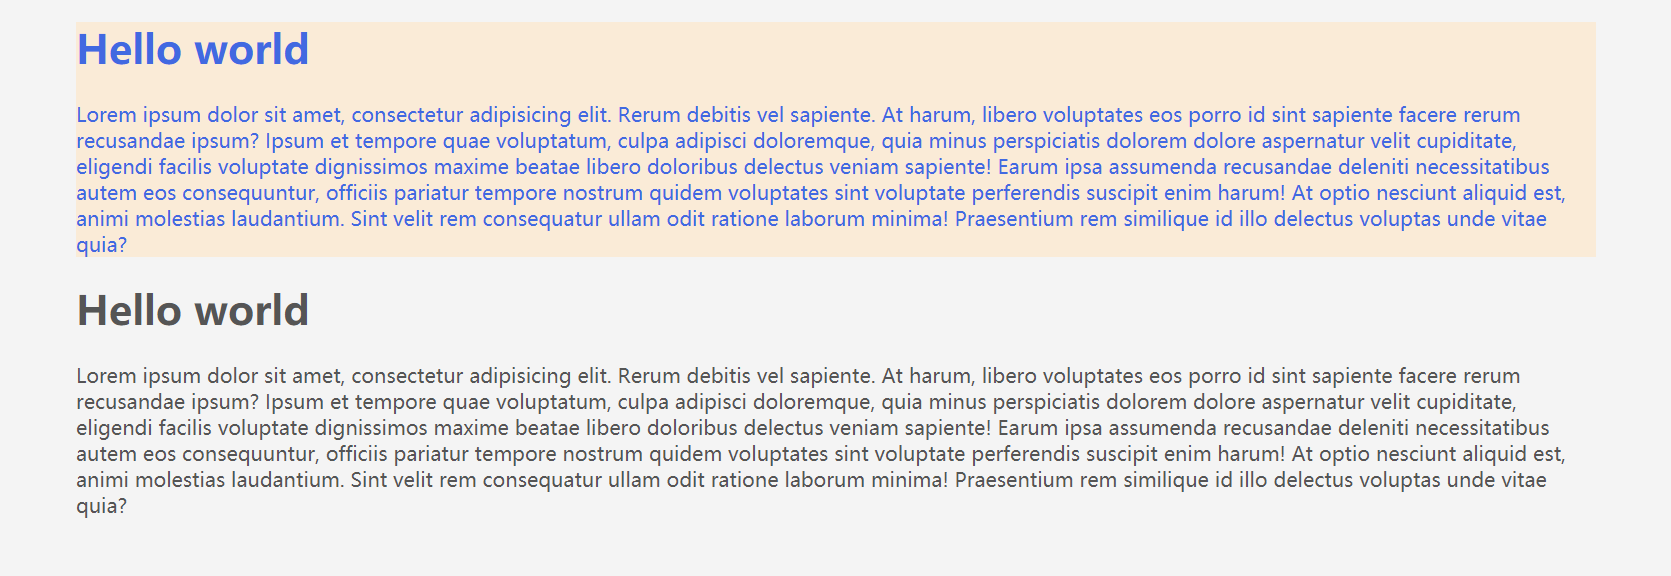 Hello world
Lorem ipsum dolor sit amet, consectetur adipisicing elit. Rerum debitis vel sapiente. At harum, libero voluptates eos porro id sint sapiente facere rerum
recusandae ipsum? Ipsum et tempore quae voluptatum, culpa adipisci doloremque, quia minus perspiciatis dolorem dolore aspernatur velit cupiditate,
eligendi facilis voluptate dignissimos maxime beatae libero doloribus delectus veniam sapiente! Earum ipsa assumenda recusandae deleniti necessitatibus
autem eos consequuntur, officiis pariatur tempore nostrum quidem voluptates sint voluptate perferendis suscipit enim harum! At optio nesciunt aliquid est,
animi molestias laudantium. Sint velit rem consequatur ullam odit ratione laborum minima! Praesentium rem similique id illo delectus voluptas unde vitae
quia?
Hello world
Lorem ipsum dolor sit amet, consectetur adipisicing elit. Rerum debitis vel sapiente. At harum, libero voluptates eos porro id sint sapiente facere rerum
recusandae ipsum? Ipsum et tempore quae voluptatum, culpa adipisci doloremque, quia minus perspiciatis dolorem dolore aspernatur velit cupiditate,
eligendi facilis voluptate dignissimos maxime beatae libero doloribus delectus veniam sapiente! Earum ipsa assumenda recusandae deleniti necessitatibus
autem eos consequuntur, officiis pariatur tempore nostrum quidem voluptates sint voluptate perferendis suscipit enim harum! At optio nesciunt aliquid est,
animi molestias laudantium. Sint velit rem consequatur ullam odit ratione laborum minima! Praesentium rem similique id illo delectus voluptas unde vitae
quia?